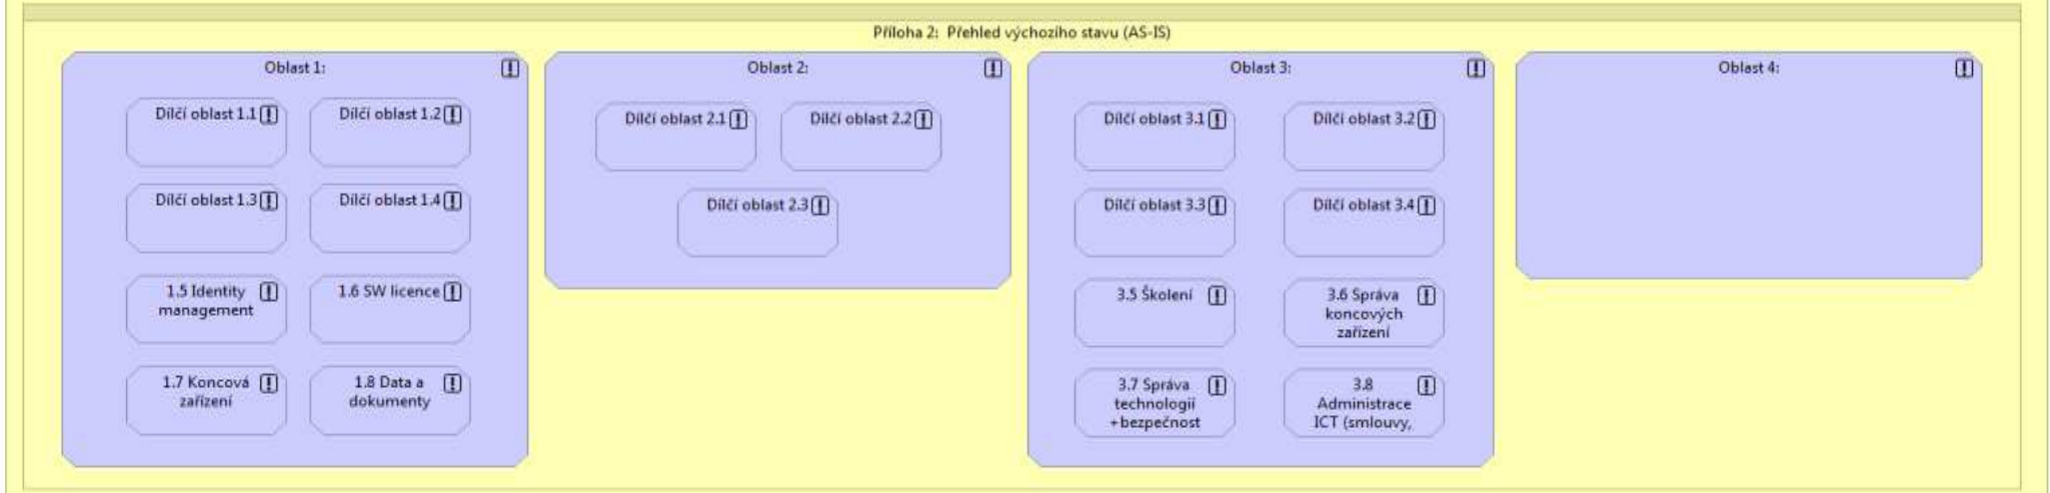 Příloha 2: Přehled výchozího stavu (AS-IS)
Oblast 1:
Dílčí oblast 1.1
Dílčí oblast 1.2
Dílčí oblast 1.3
Dílčí oblast 1.4
1.5 Identity
management
1.6 SW licence
1.7 Koncová
zařízení
1.8 Data a
dokumenty
Oblast 2:
Dílčí oblast 2.1
Dílčí oblast 2.2
Dílčí oblast 2.3
Oblast 3:
Dílčí oblast 3.1
Dílčí oblast 3.2
Dílčí oblast 3.3
Dílčí oblast 3.4
3.5 Školení
3.6 Správa
koncových
zařízení
3.7 Správa
technologií
+bezpečnost
3.8
Administrace
ICT (smlouvy,
Oblast 4: